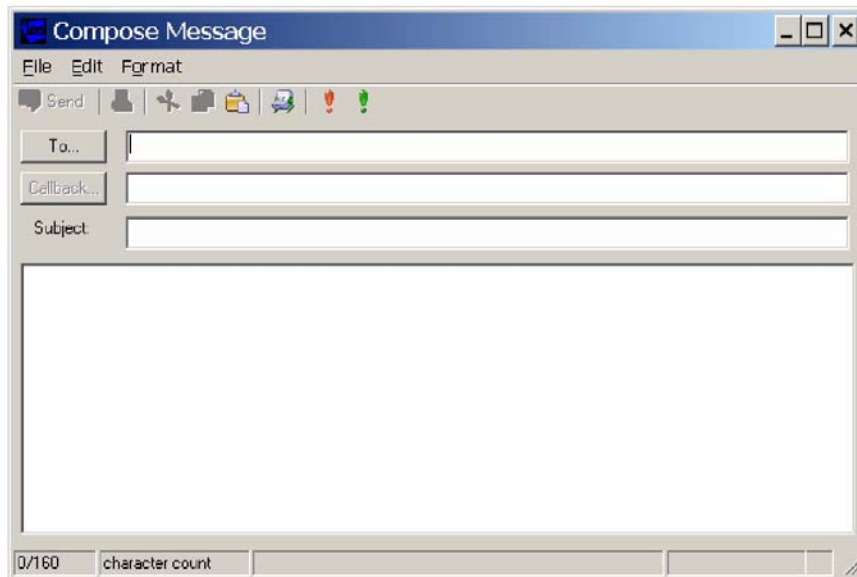 Compose Message
File Edit Format
Send
To...
Callback...
Subject:
0/160 character count